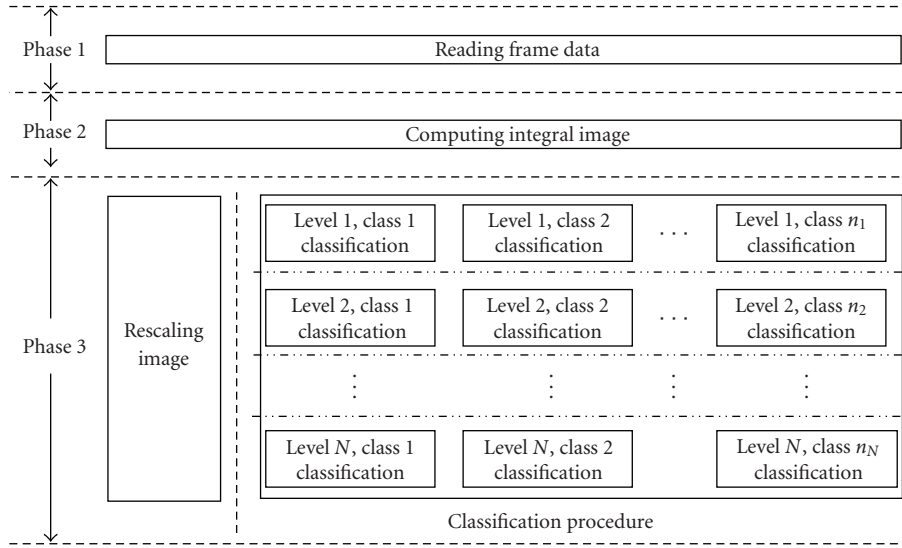 Phase 1
Reading frame data
Phase 2
Computing integral image
Phase 3
Rescaling
image
Level 1, class 1
classification
Level 1, class 2
classification
. . .
Level 1, class n₁
classification
Level 2, class 1
classification
Level 2, class 2
classification
. . .
Level 2, class n₂
classification
Level N, class 1
classification
Level N, class 2
classification
Level N, class n_N
classification
Classification procedure